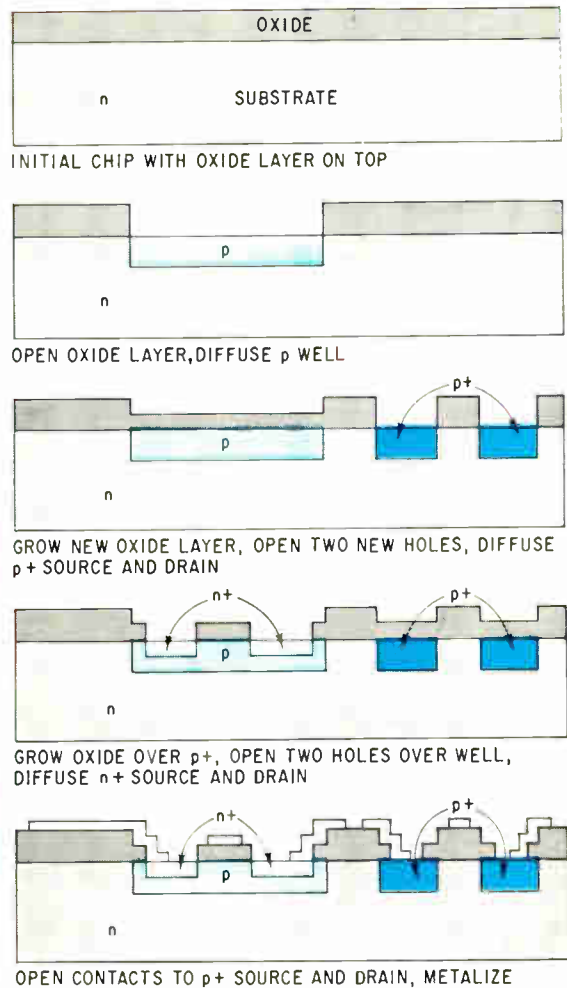 OXIDE
n SUBSTRATE
INITIAL CHIP WITH OXIDE LAYER ON TOP
p
n
OPEN OXIDE LAYER, DIFFUSE p WELL
p+
p
n
GROW NEW OXIDE LAYER, OPEN TWO NEW HOLES, DIFFUSE
p+ SOURCE AND DRAIN
n+ p+
p
n
GROW OXIDE OVER p+, OPEN TWO HOLES OVER WELL,
DIFFUSE n+ SOURCE AND DRAIN
n+ p+
p
n
OPEN CONTACTS TO p+ SOURCE AND DRAIN, METALIZE